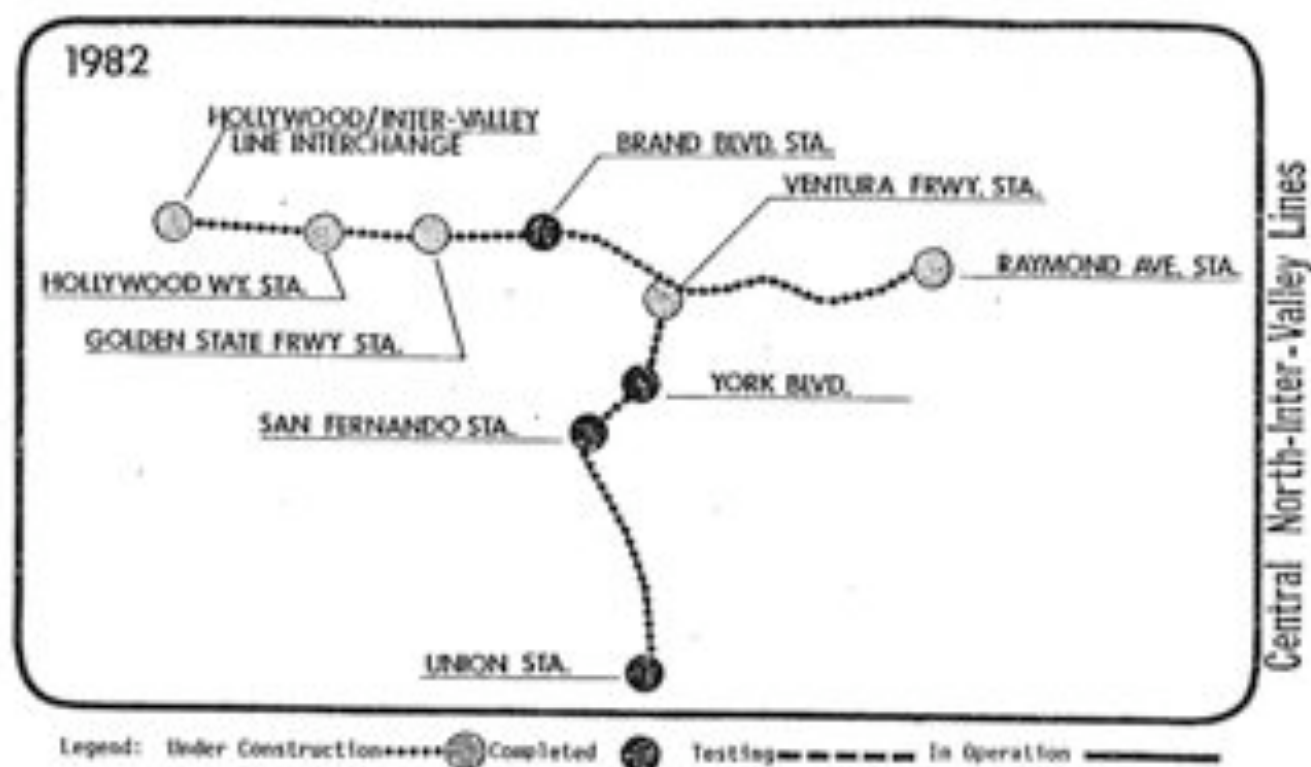 1982
HOLLYWOOD/INTER-VALLEY
LINE INTERCHANGE
BRAND BLVD. STA.
VENTURA FRWY. STA.
RAYMOND AVE. STA.
HOLLYWOOD WY. STA.
GOLDEN STATE FRWY STA.
YORK BLVD.
SAN FERNANDO STA.
UNION STA.
Central North-Inter-Valley Lines
Legend: Under Construction Completed Testing In Operation